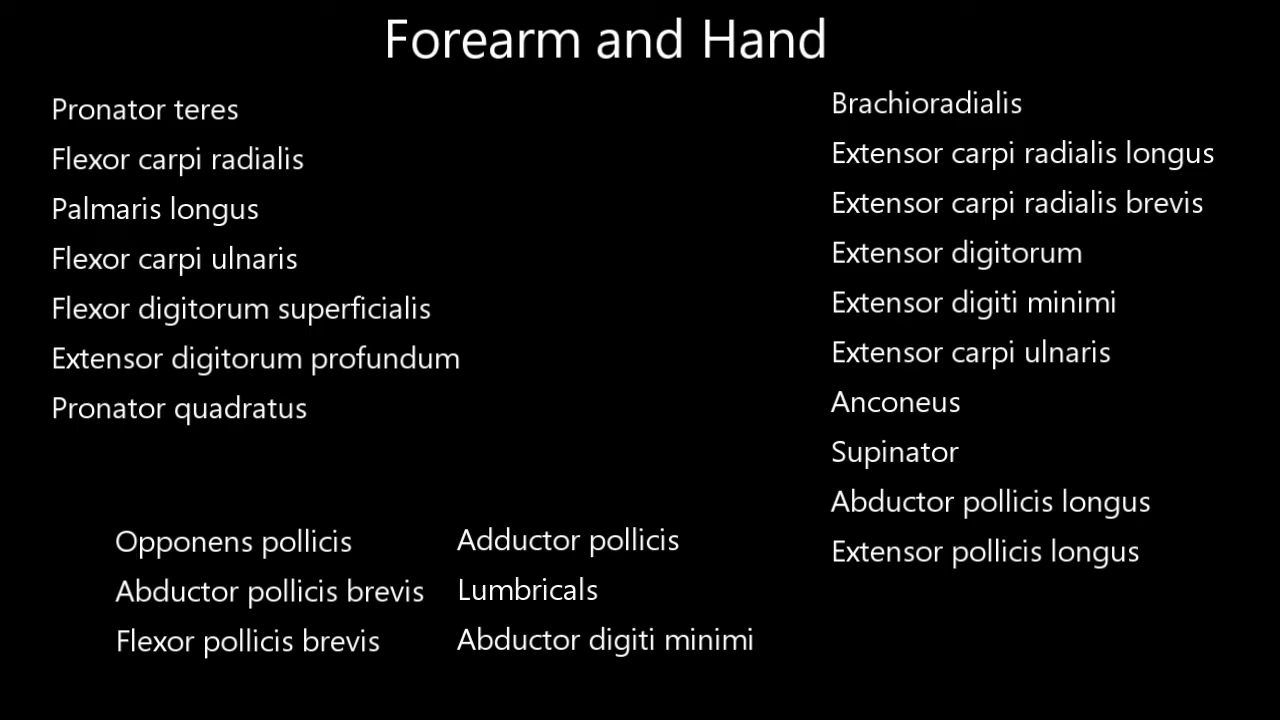 Forearm and Hand
Pronator teres
Flexor carpi radialis
Palmaris longus
Flexor carpi ulnaris
Flexor digitorum superficialis
Extensor digitorum profundum
Pronator quadratus
Brachioradialis
Extensor carpi radialis longus
Extensor carpi radialis brevis
Extensor digitorum
Extensor digiti minimi
Extensor carpi ulnaris
Anconeus
Supinator
Abductor pollicis longus
Extensor pollicis longus
Opponens pollicis
Abductor pollicis brevis
Flexor pollicis brevis
Adductor pollicis
Lumbricals
Abductor digiti minimi